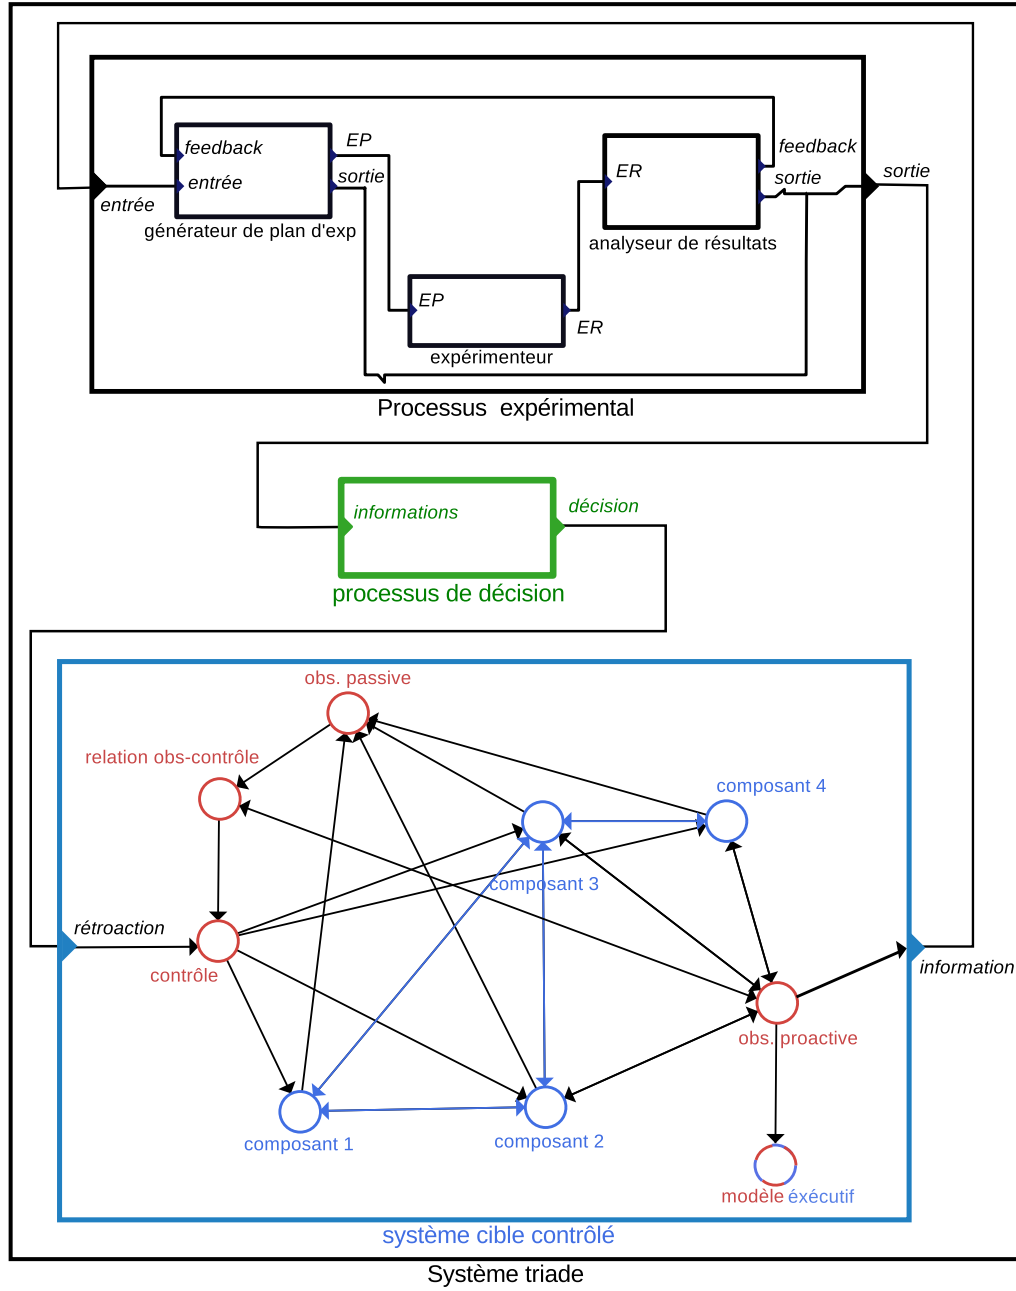 feedback
EP
feedback
entrée
sortie
ER
sortie
sortie
entrée
générateur de plan d'exp
analyseur de résultats
EP
ER
expérimenteur
Processus expérimental
informations
décision
processus de décision
obs. passive
relation obs-contrôle
composant 4
composant 3
rétroaction
contrôle
information
obs. proactive
composant 1
composant 2
modèle éxécutif
système cible contrôlé
Système triade